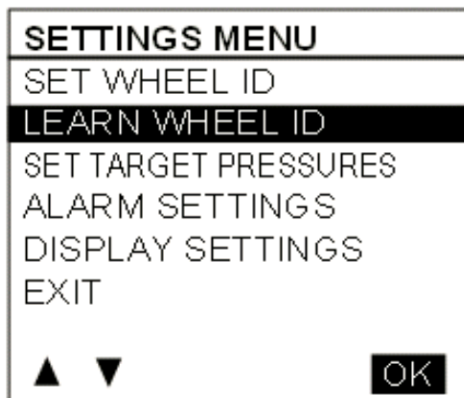 SETTINGS MENU
SET WHEEL ID
LEARN WHEEL ID
SET TARGET PRESSURES
ALARM SETTINGS
DISPLAY SETTINGS
EXIT
▲ ▼ OK